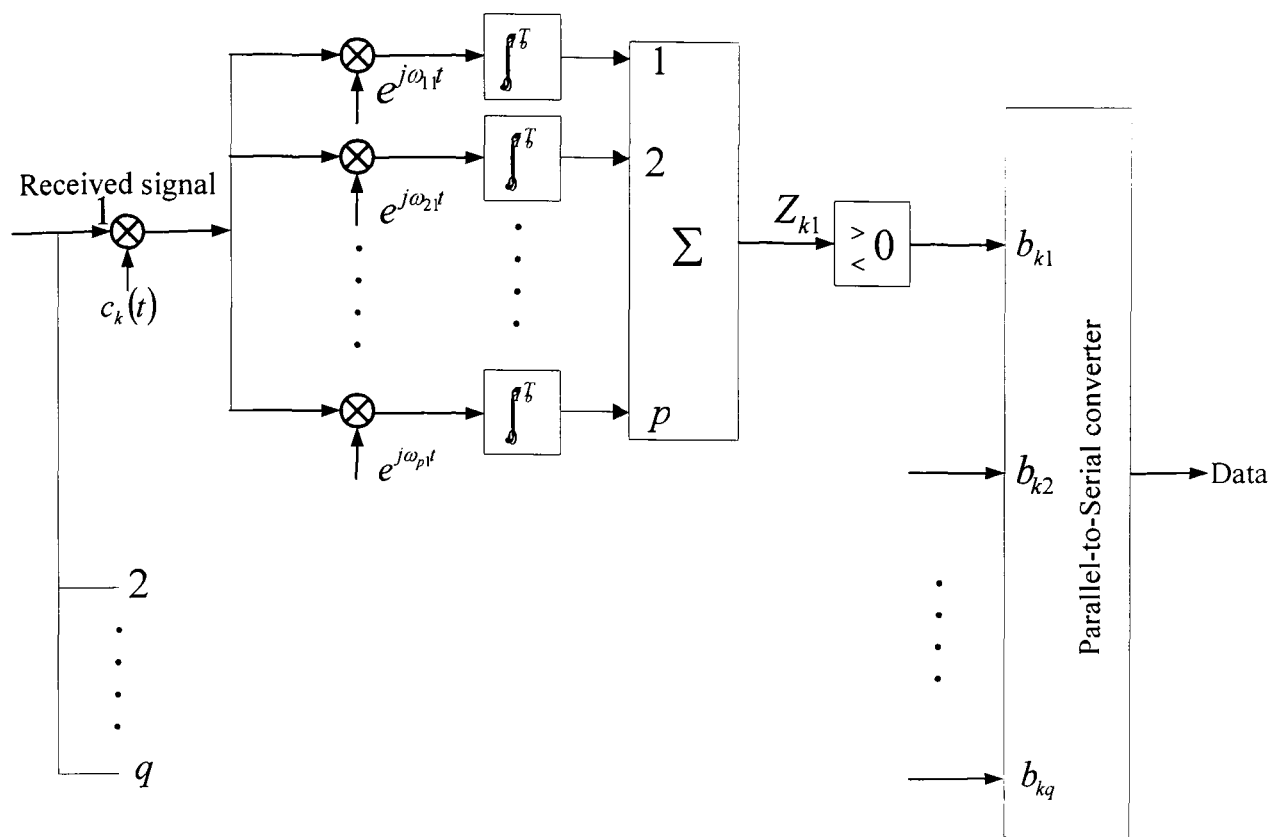 Received signal
1
c_k(t)
e^{jω_{11}t}
e^{jω_{21}t}
e^{jω_{p1}t}
∫
∫
∫
1
2
p
Σ
Z_{k1}
> < 0
b_{k1}
b_{k2}
b_{kq}
Parallel-to-Serial converter
Data
2
q